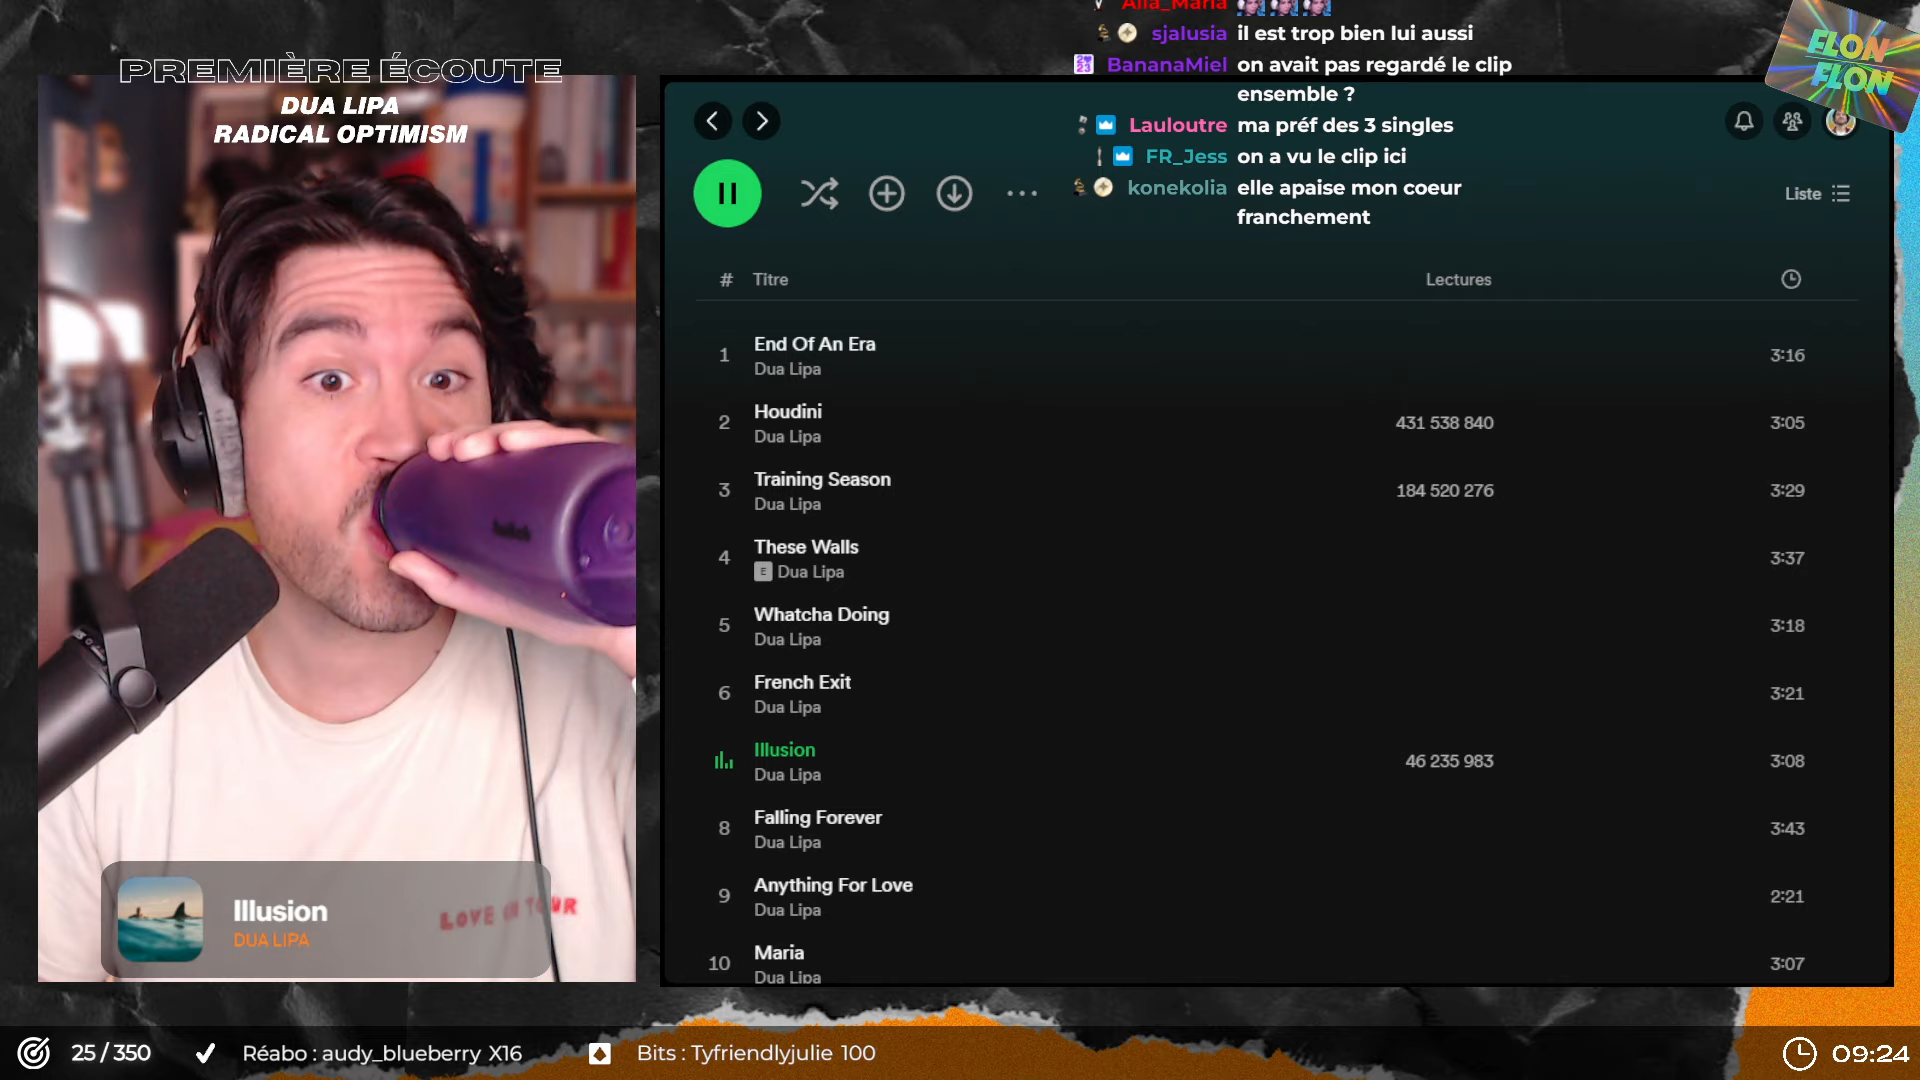 PREMIÈRE ÉCOUTE
DUA LIPA
RADICAL OPTIMISM
Alia_Maria
sjalusia il est trop bien lui aussi
BananaMiel on avait pas regardé le clip
ensemble ?
Lauloutre ma préf des 3 singles
FR_Jess on a vu le clip ici
konekolia elle apaise mon coeur
franchement
FLON
FLON
Liste
# Titre Lectures
1 End Of An Era 3:16
Dua Lipa
2 Houdini 431 538 840 3:05
Dua Lipa
3 Training Season 184 520 276 3:29
Dua Lipa
4 These Walls 3:37
E Dua Lipa
5 Whatcha Doing 3:18
Dua Lipa
6 French Exit 3:21
Dua Lipa
Illusion 46 235 983 3:08
Dua Lipa
8 Falling Forever 3:43
Dua Lipa
9 Anything For Love 2:21
Dua Lipa
10 Maria 3:07
Dua Lipa
twitch
LOVE ON TOUR
Illusion
DUA LIPA
25 / 350
Réabo : audy_blueberry X16
Bits : Tyfriendlyjulie 100
09:24